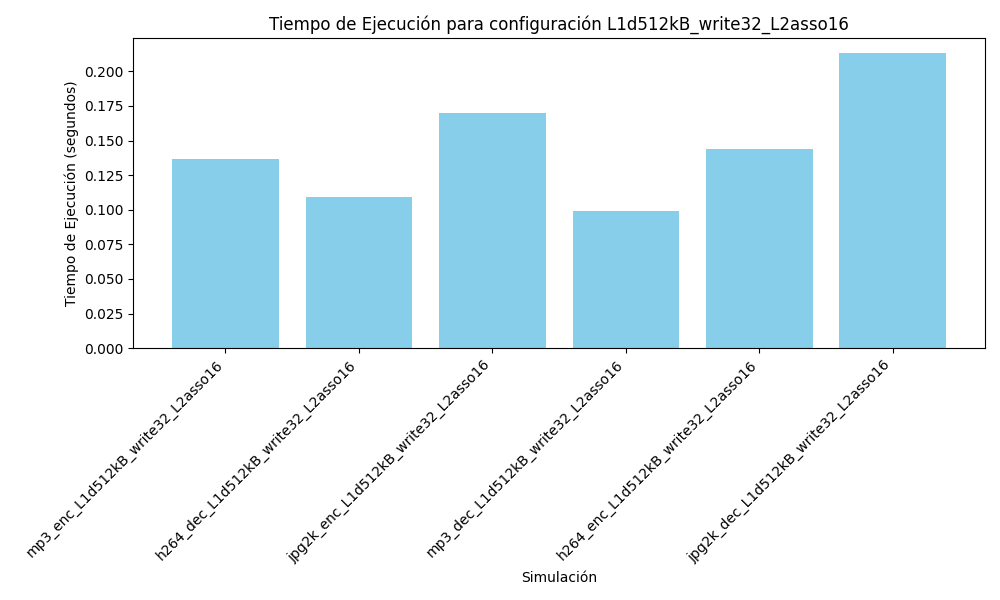 Tiempo de Ejecución para configuración L1d512kB_write32_L2asso16
Tiempo de Ejecución (segundos)
0.200
0.175
0.150
0.125
0.100
0.075
0.050
0.025
0.000
mp3_enc_L1d512kB_write32_L2asso16
h264_dec_L1d512kB_write32_L2asso16
jpg2k_enc_L1d512kB_write32_L2asso16
mp3_dec_L1d512kB_write32_L2asso16
h264_enc_L1d512kB_write32_L2asso16
jpg2k_dec_L1d512kB_write32_L2asso16
Simulación